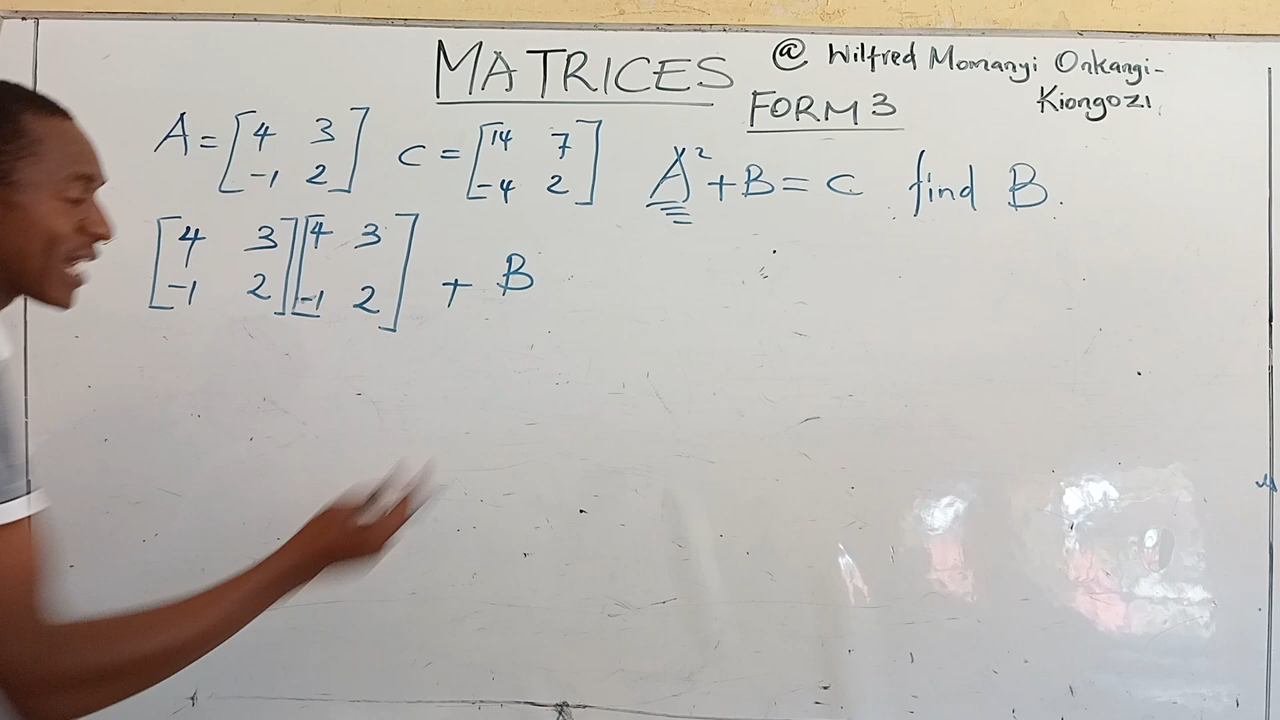 MATRICES @ Wilfred Momanyi Onkangi-
FORM 3 Kiongozi
A = [4 3 C = [14 7 A² + B = C find B.
-1 2] -4 2]
[4 3] [4 3] + B
[-1 2] [-1 2]